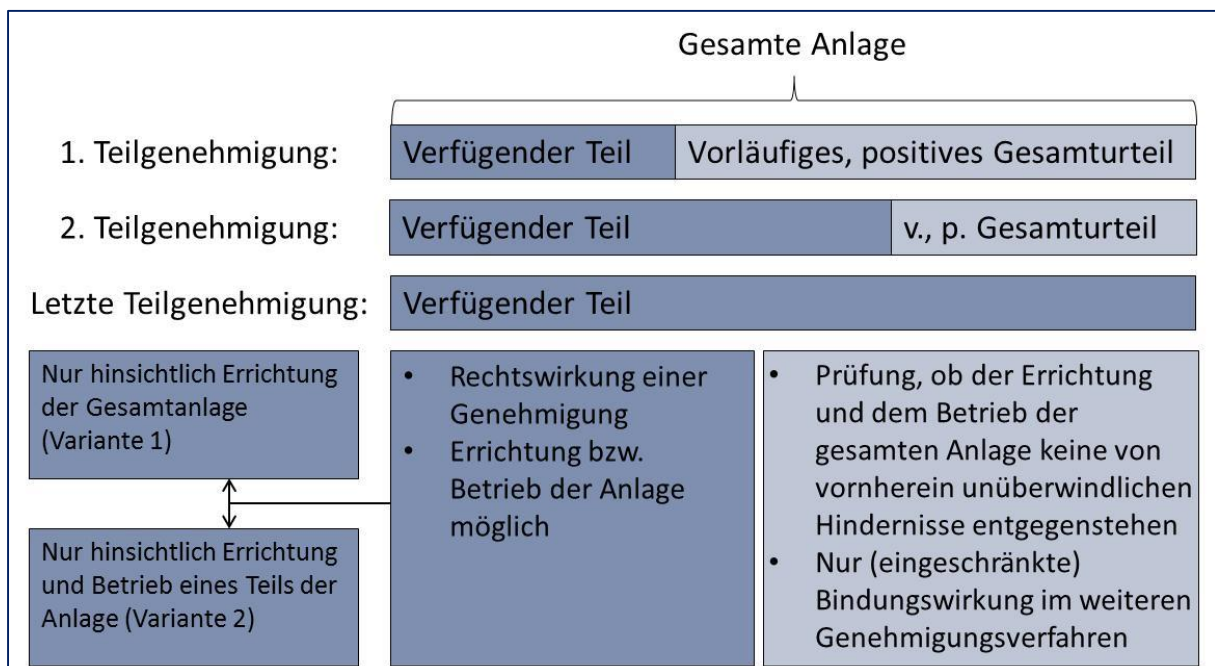 Gesamte Anlage
1. Teilgenehmigung:
Verfügender Teil
Vorläufiges, positives Gesamturteil
2. Teilgenehmigung:
Verfügender Teil
v., p. Gesamturteil
Letzte Teilgenehmigung:
Verfügender Teil
Nur hinsichtlich Errichtung
der Gesamtanlage
(Variante 1)
Nur hinsichtlich Errichtung
und Betrieb eines Teils der
Anlage (Variante 2)
• Rechtswirkung einer
Genehmigung
• Errichtung bzw.
Betrieb der Anlage
möglich
• Prüfung, ob der Errichtung
und dem Betrieb der
gesamten Anlage keine von
vornherein unüberwindlichen
Hindernisse entgegenstehen
• Nur (eingeschränkte)
Bindungswirkung im weiteren
Genehmigungsverfahren